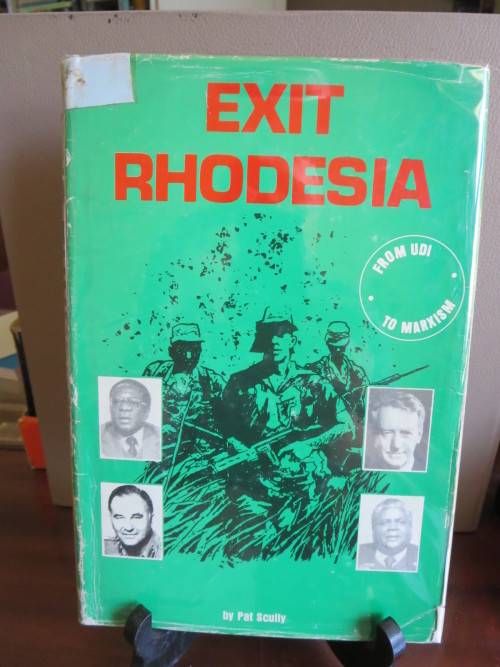 EXIT
RHODESIA
FROM UDI
TO MARXISM
by Pat Scully